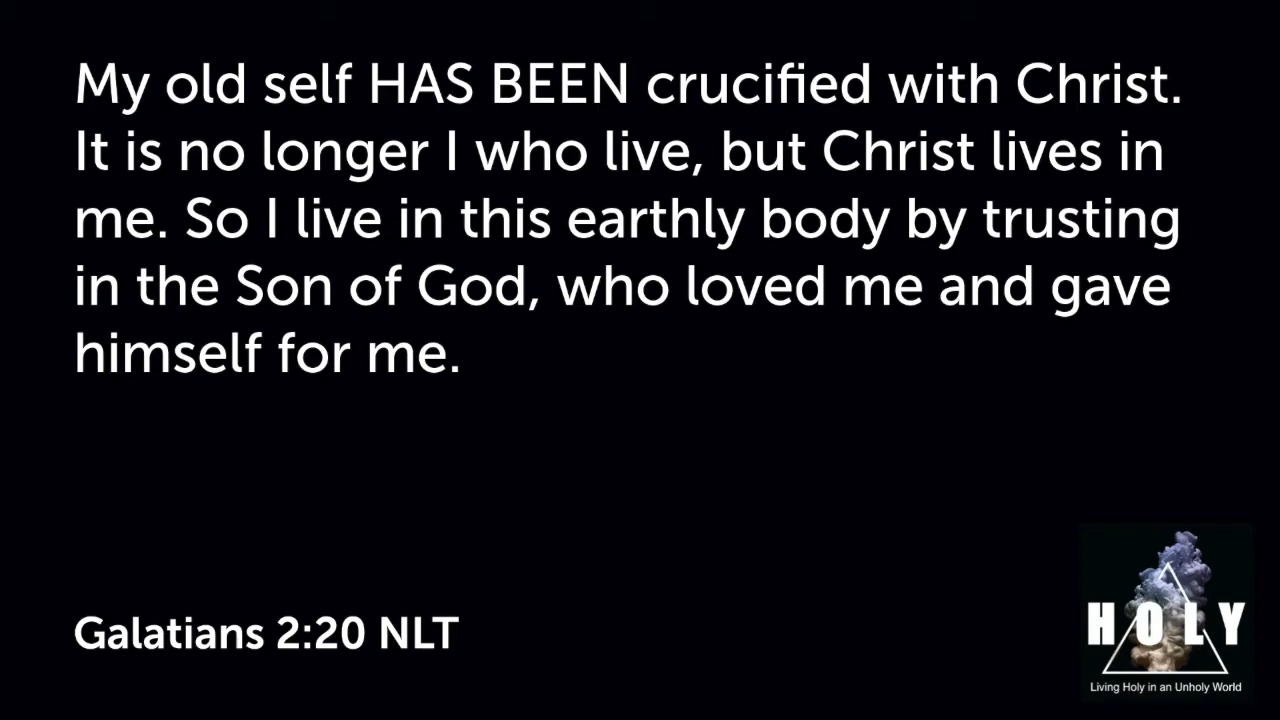 My old self HAS BEEN crucified with Christ.
It is no longer I who live, but Christ lives in
me. So I live in this earthly body by trusting
in the Son of God, who loved me and gave
himself for me.
Galatians 2:20 NLT
HOLY
Living Holy in an Unholy World